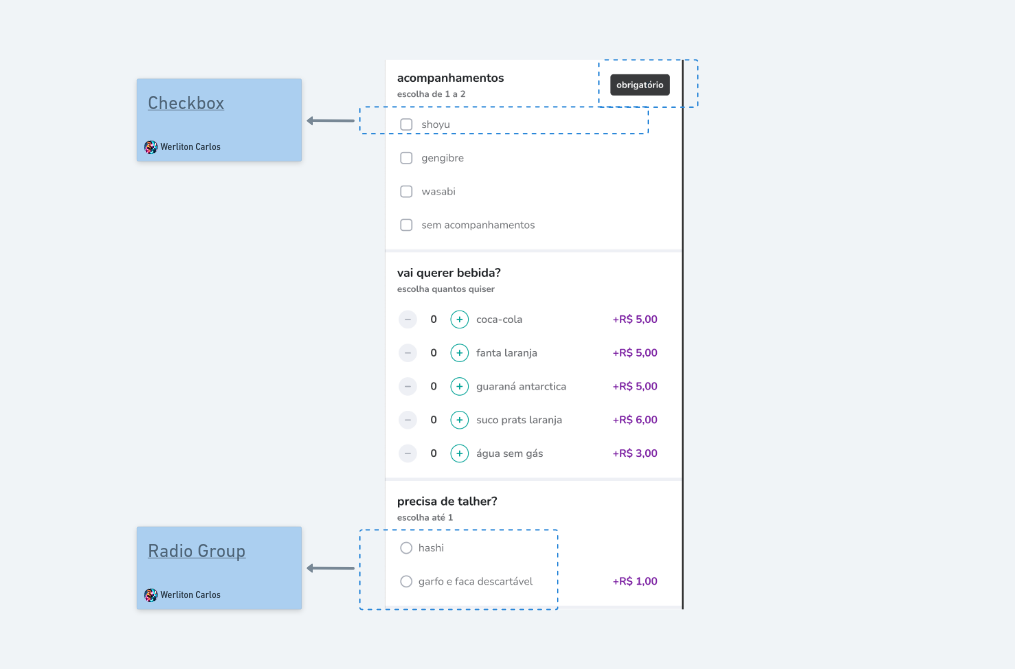 Checkbox
Werliton Carlos
acompanhamentos
escolha de 1 a 2
obrigatório
shoyu
gengibre
wasabi
sem acompanhamentos
vai querer bebida?
escolha quantos quiser
− 0 + coca-cola +R$ 5,00
− 0 + fanta laranja +R$ 5,00
− 0 + guaraná antarctica +R$ 5,00
− 0 + suco prats laranja +R$ 6,00
− 0 + água sem gás +R$ 3,00
precisa de talher?
escolha até 1
Radio Group
Werliton Carlos
hashi
garfo e faca descartável +R$ 1,00